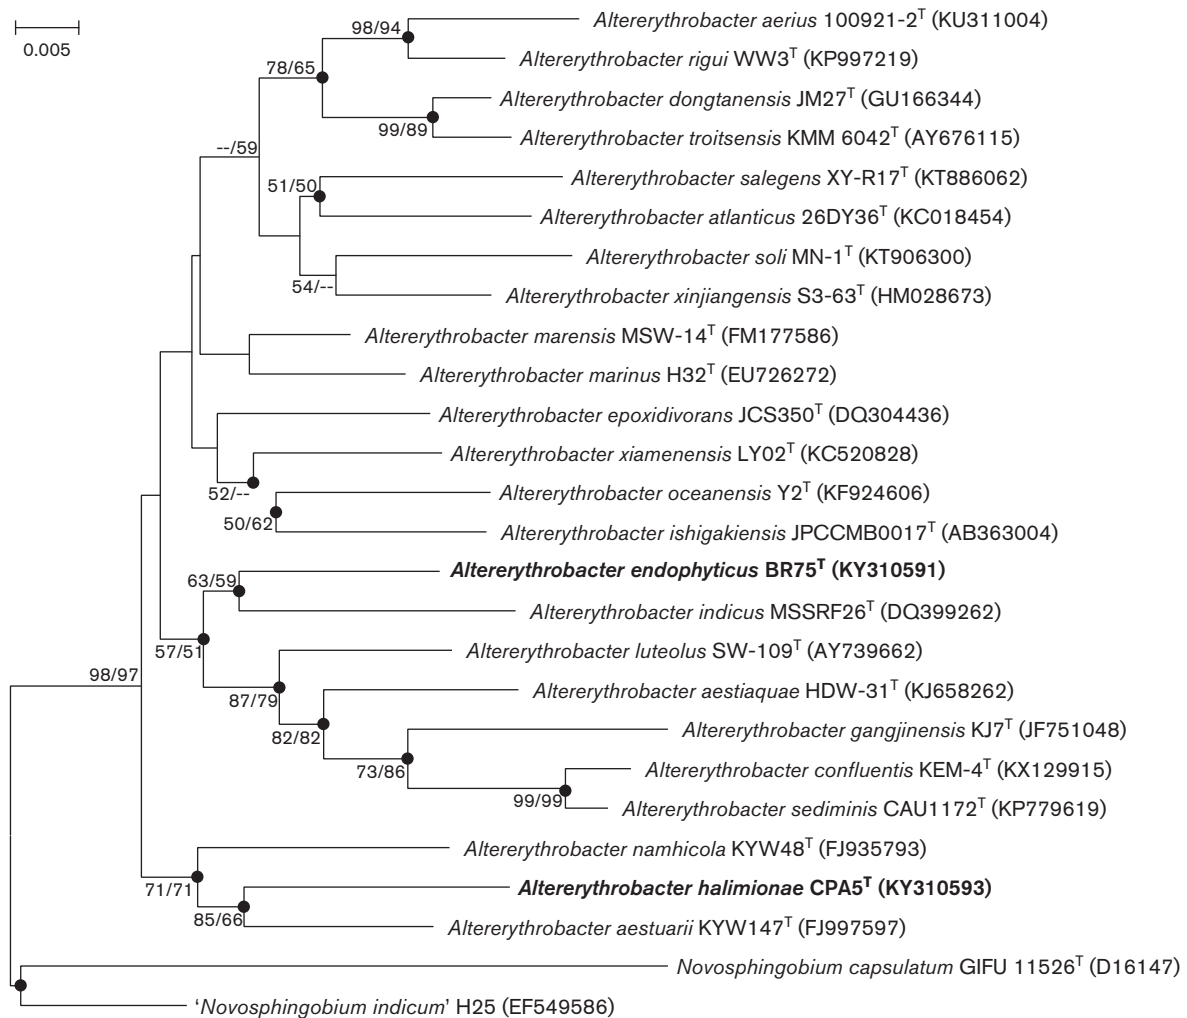 0.005
98/94
Altererythrobacter aerius 100921-2T (KU311004)
Altererythrobacter rigui WW3T (KP997219)
78/65
Altererythrobacter dongtanensis JM27T (GU166344)
99/89
Altererythrobacter troitsensis KMM 6042T (AY676115)
--/59
Altererythrobacter salegens XY-R17T (KT886062)
51/50
Altererythrobacter atlanticus 26DY36T (KC018454)
Altererythrobacter soli MN-1T (KT906300)
54/--
Altererythrobacter xinjiangensis S3-63T (HM028673)
Altererythrobacter marensis MSW-14T (FM177586)
Altererythrobacter marinus H32T (EU726272)
Altererythrobacter epoxidivorans JCS350T (DQ304436)
Altererythrobacter xiamenensis LY02T (KC520828)
52/--
Altererythrobacter oceanensis Y2T (KF924606)
50/62
Altererythrobacter ishigakiensis JPCCMB0017T (AB363004)
Altererythrobacter endophyticus BR75T (KY310591)
63/59
Altererythrobacter indicus MSSRF26T (DQ399262)
57/51
Altererythrobacter luteolus SW-109T (AY739662)
98/97
87/79
Altererythrobacter aestiaquae HDW-31T (KJ658262)
82/82
Altererythrobacter gangjinensis KJ7T (JF751048)
73/86
Altererythrobacter confluentis KEM-4T (KX129915)
99/99
Altererythrobacter sediminis CAU1172T (KP779619)
Altererythrobacter namhicola KYW48T (FJ935793)
71/71
Altererythrobacter halimionae CPA5T (KY310593)
85/66
Altererythrobacter aestuarii KYW147T (FJ997597)
Novosphingobium capsulatum GIFU 11526T (D16147)
‘Novosphingobium indicum’ H25 (EF549586)